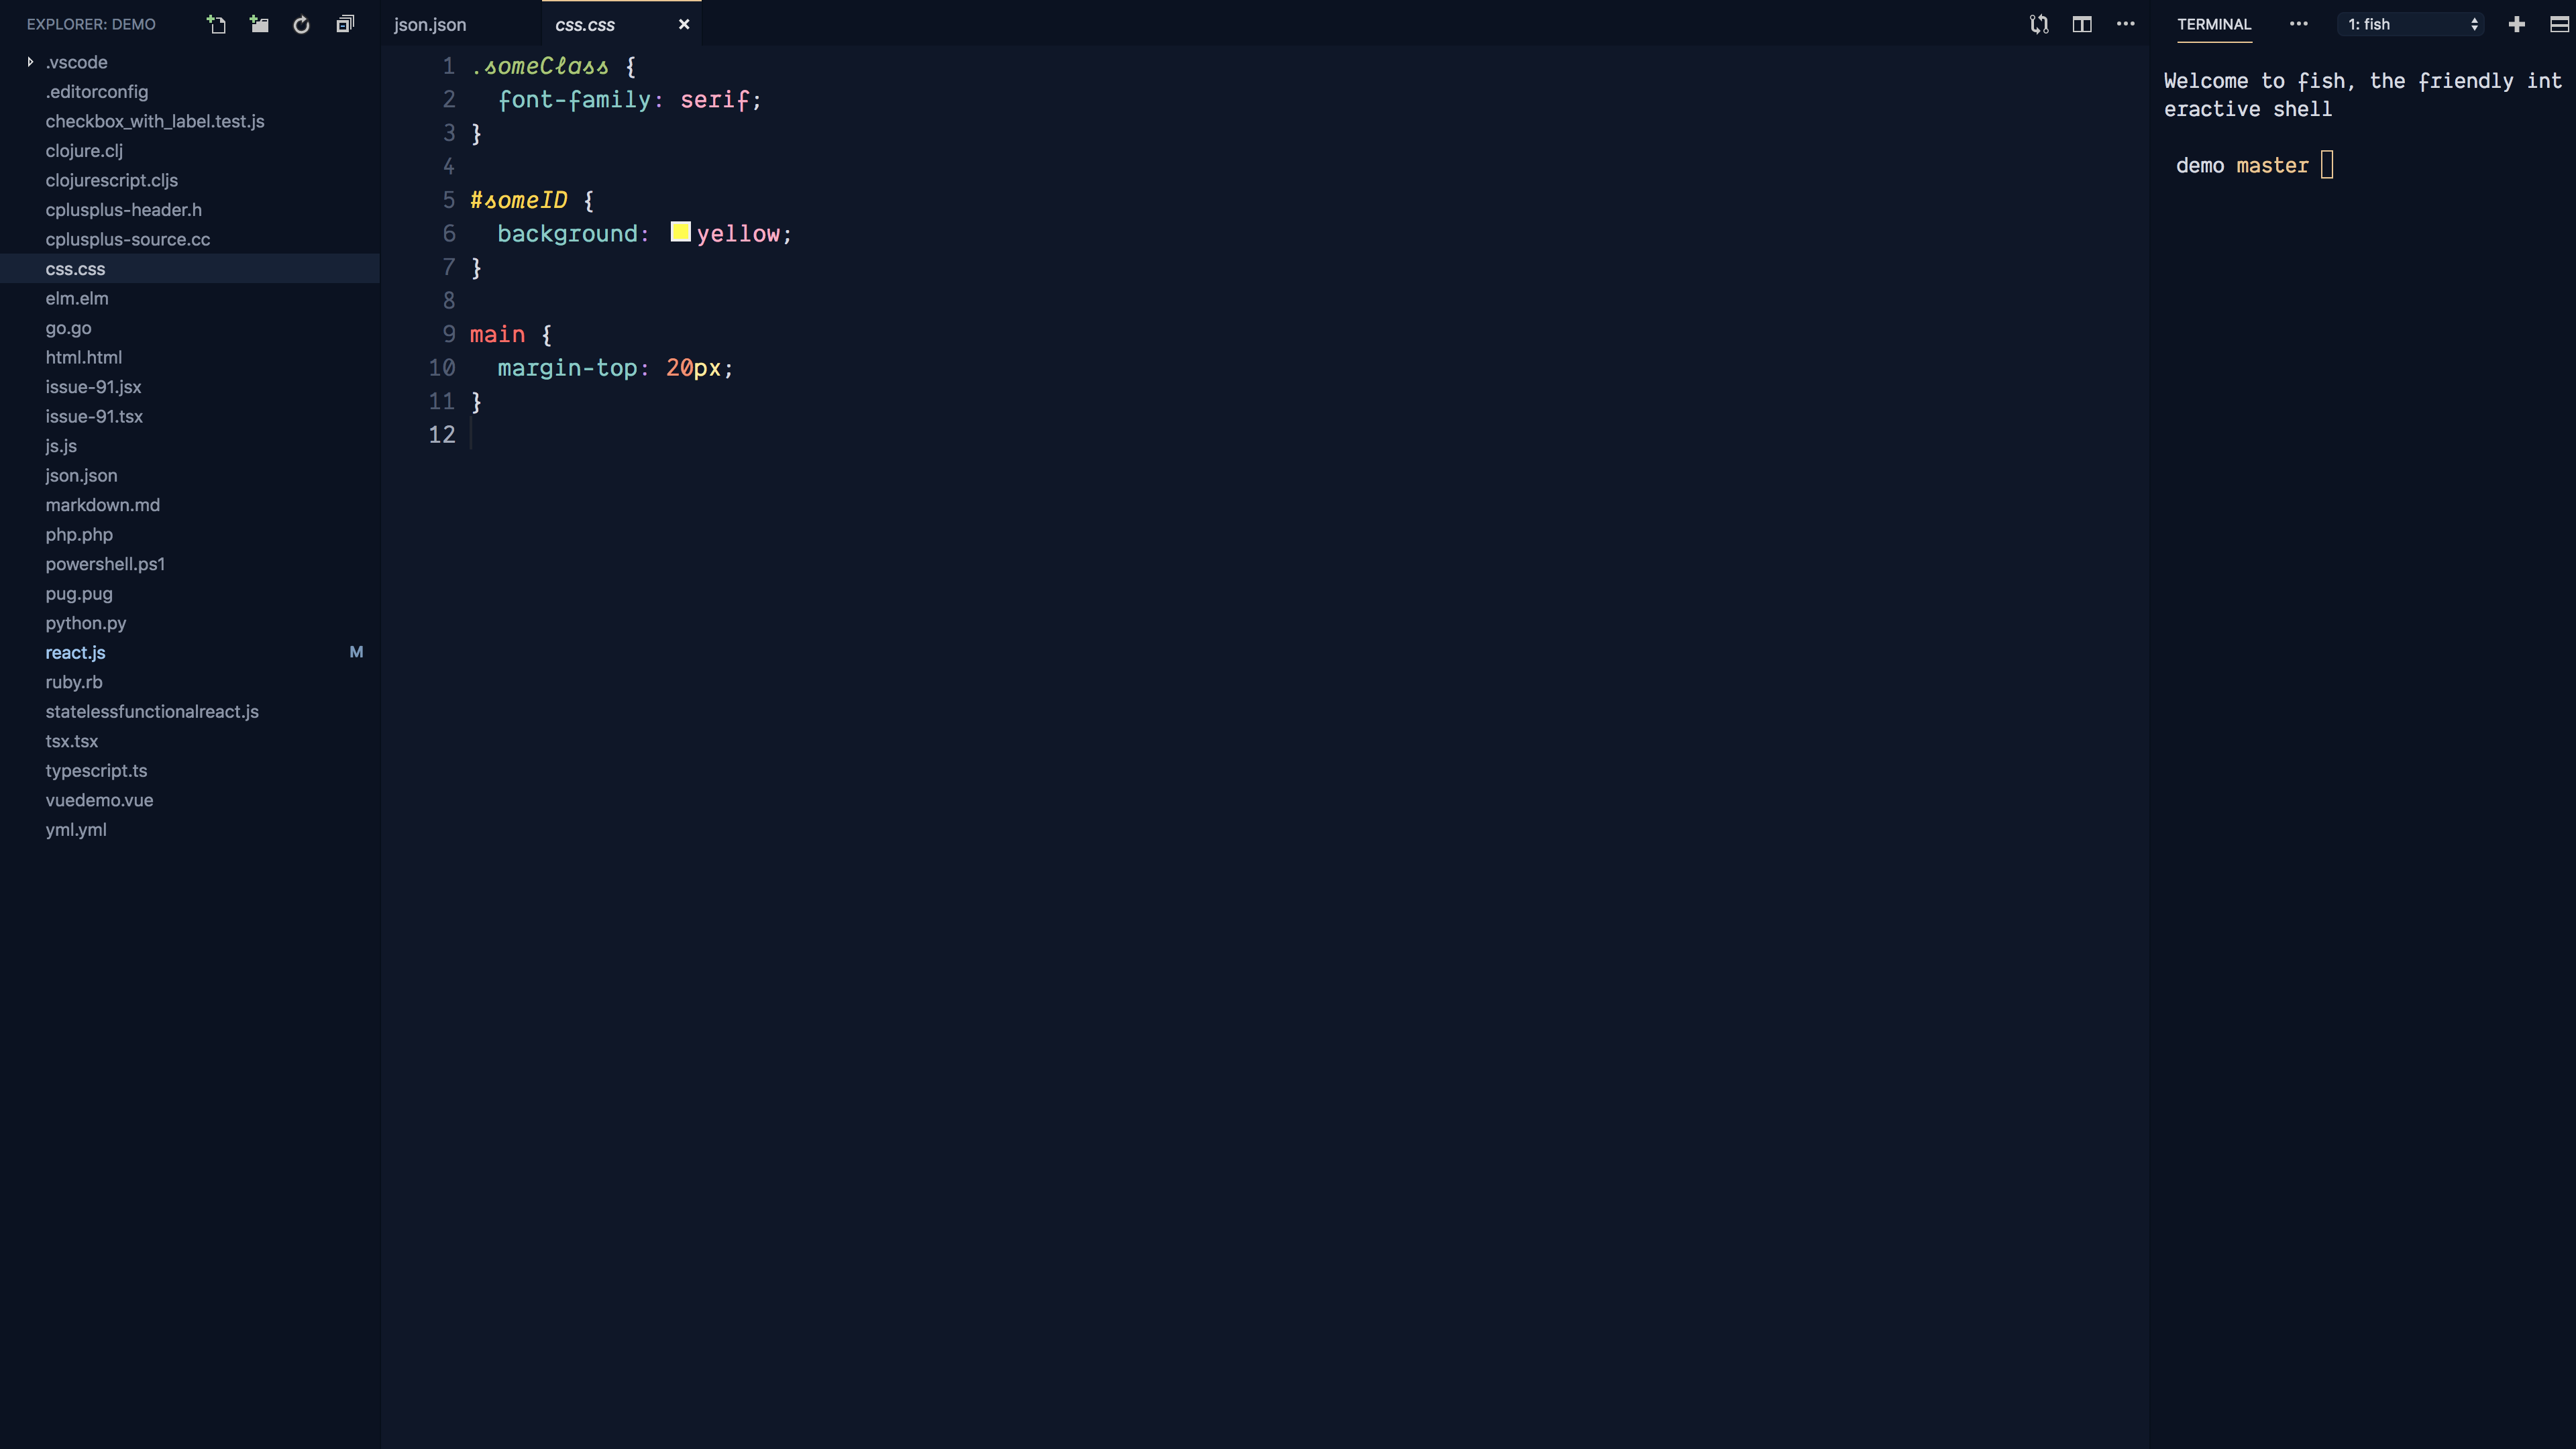 EXPLORER: DEMO
.vscode
.editorconfig
checkbox_with_label.test.js
clojure.clj
clojurescript.cljs
cplusplus-header.h
cplusplus-source.cc
css.css
elm.elm
go.go
html.html
issue-91.jsx
issue-91.tsx
js.js
json.json
markdown.md
php.php
powershell.ps1
pug.pug
python.py
react.js M
ruby.rb
statelessfunctionalreact.js
tsx.tsx
typescript.ts
vuedemo.vue
yml.yml
json.json css.css
1 .someClass {
2   font-family: serif;
3 }
4
5 #someID {
6   background: yellow;
7 }
8
9 main {
10   margin-top: 20px;
11 }
12
TERMINAL 1: fish
Welcome to fish, the friendly int
eractive shell
demo master